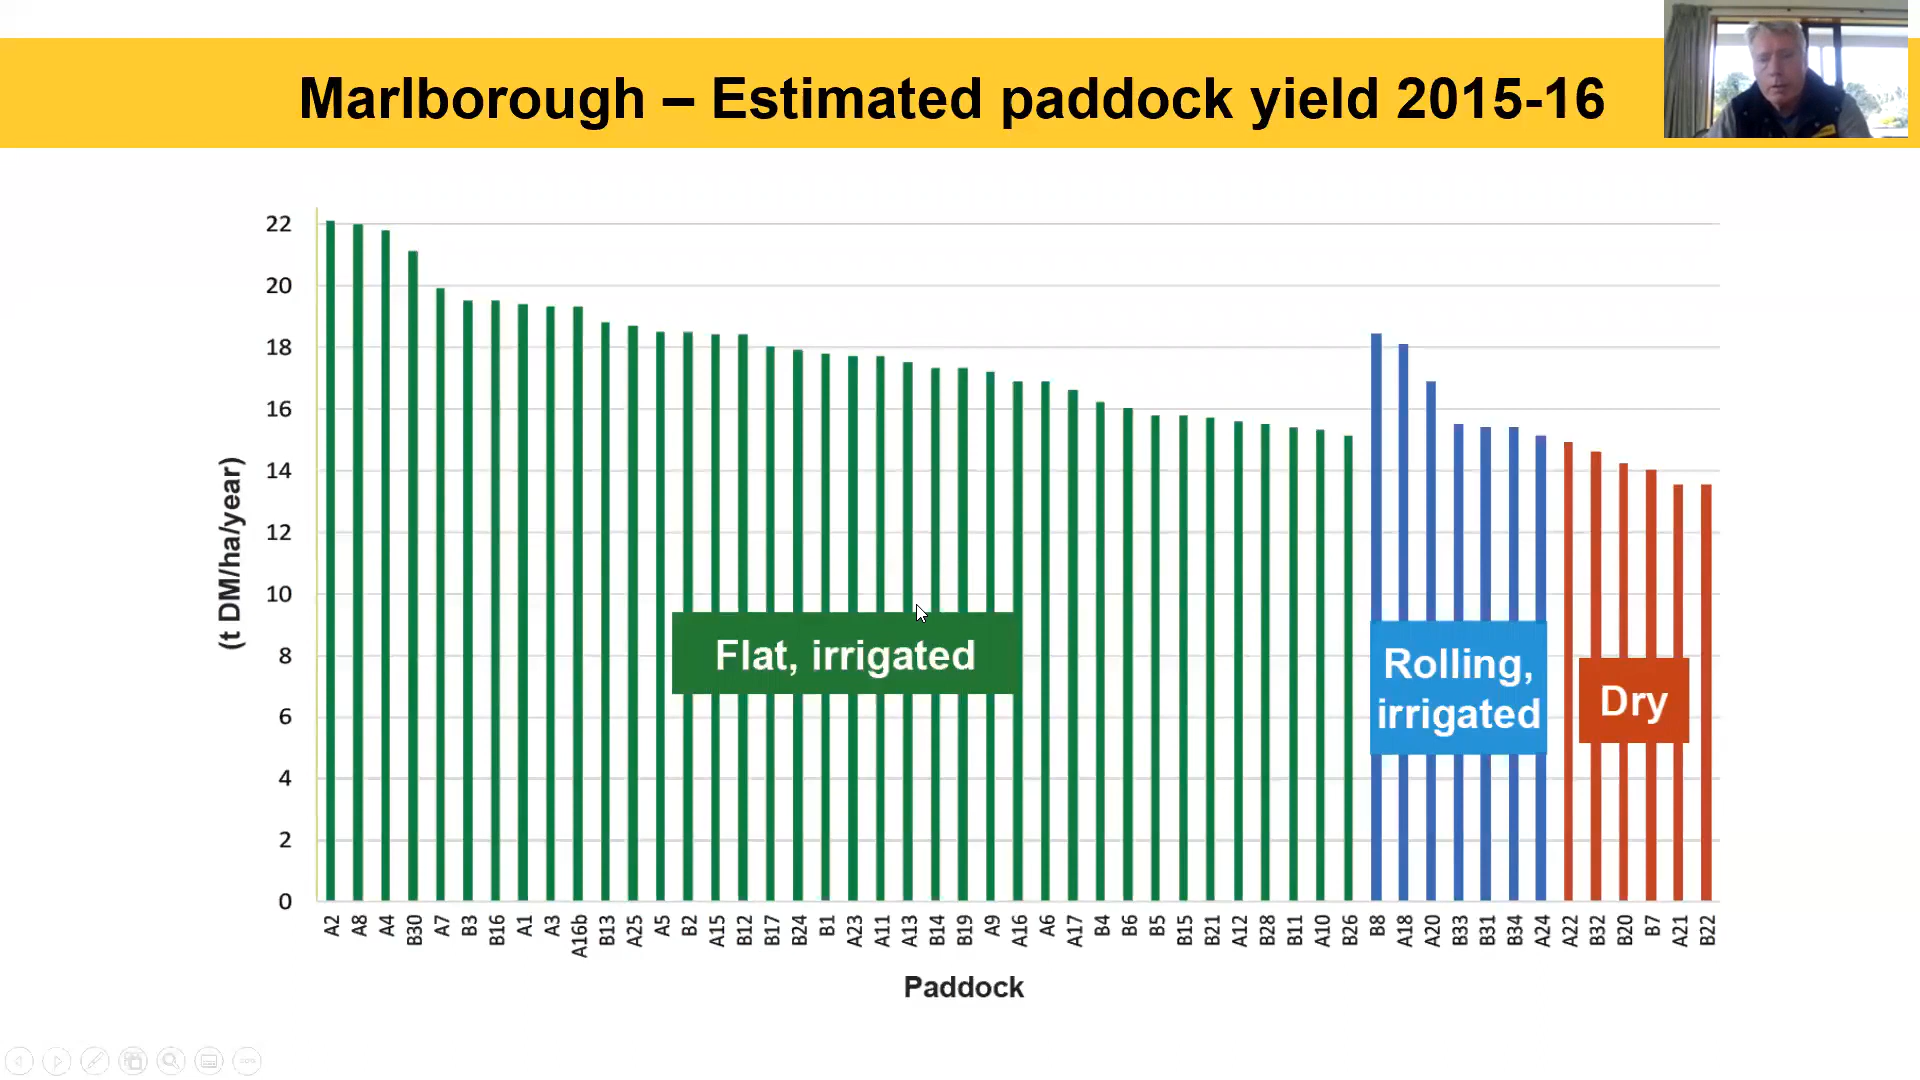 Marlborough – Estimated paddock yield 2015-16
22
20
18
16
14
12
10
8
6
4
2
0
(t DM/ha/year)
Flat, irrigated
Rolling,
irrigated
Dry
A2 A8 A4 B30 A7 B3 B16 A1 A3 A16b B13 A25 A5 B2 A15 B12 B17 B24 B1 A23 A11 A13 B14 B19 A9 A16 A6 A17 B4 B6 B5 B15 B21 A12 B28 B11 A10 B26 B8 A18 A20 B33 B31 B34 A24 A22 B32 B20 B7 A21 B22
Paddock